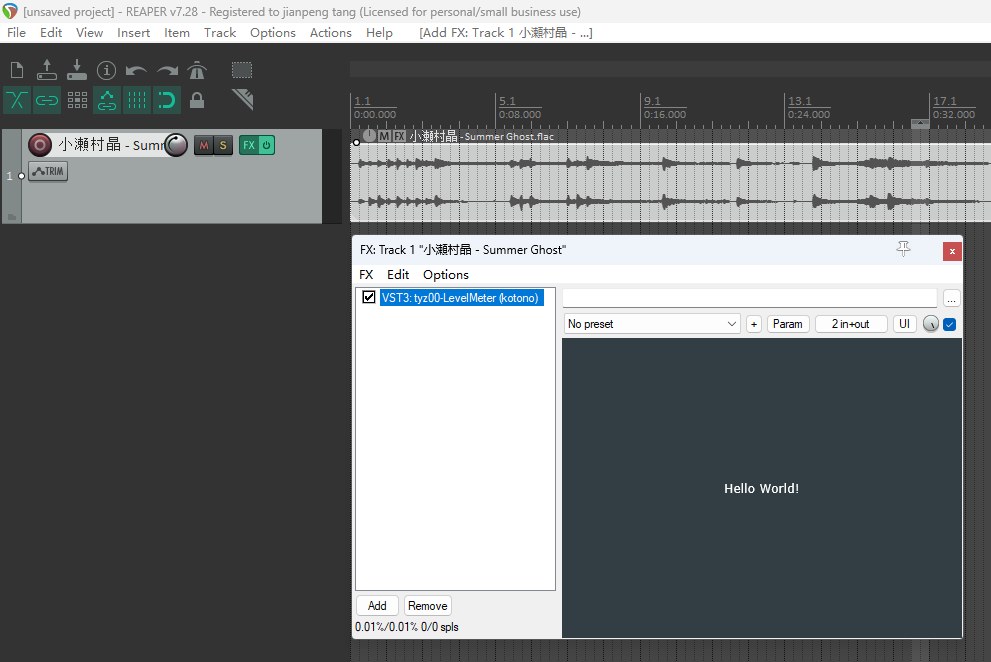 [unsaved project] - REAPER v7.28 - Registered to jianpeng tang (Licensed for personal/small business use)
File Edit View Insert Item Track Options Actions Help [Add FX: Track 1 小瀬村晶 - ...]
1.1 5.1 9.1 13.1 17.1
0:00.000 0:08.000 0:16.000 0:24.000 0:32.000
M FX 小瀬村晶 - Summer Ghost.flac
小瀬村晶 - Summ M S FX
1 TRIM
FX: Track 1 "小瀬村晶 - Summer Ghost" x
FX Edit Options
VST3: tyz00-LevelMeter (kotono) ...
No preset + Param 2 in+out UI
Hello World!
Add Remove
0.01%/0.01% 0/0 spls